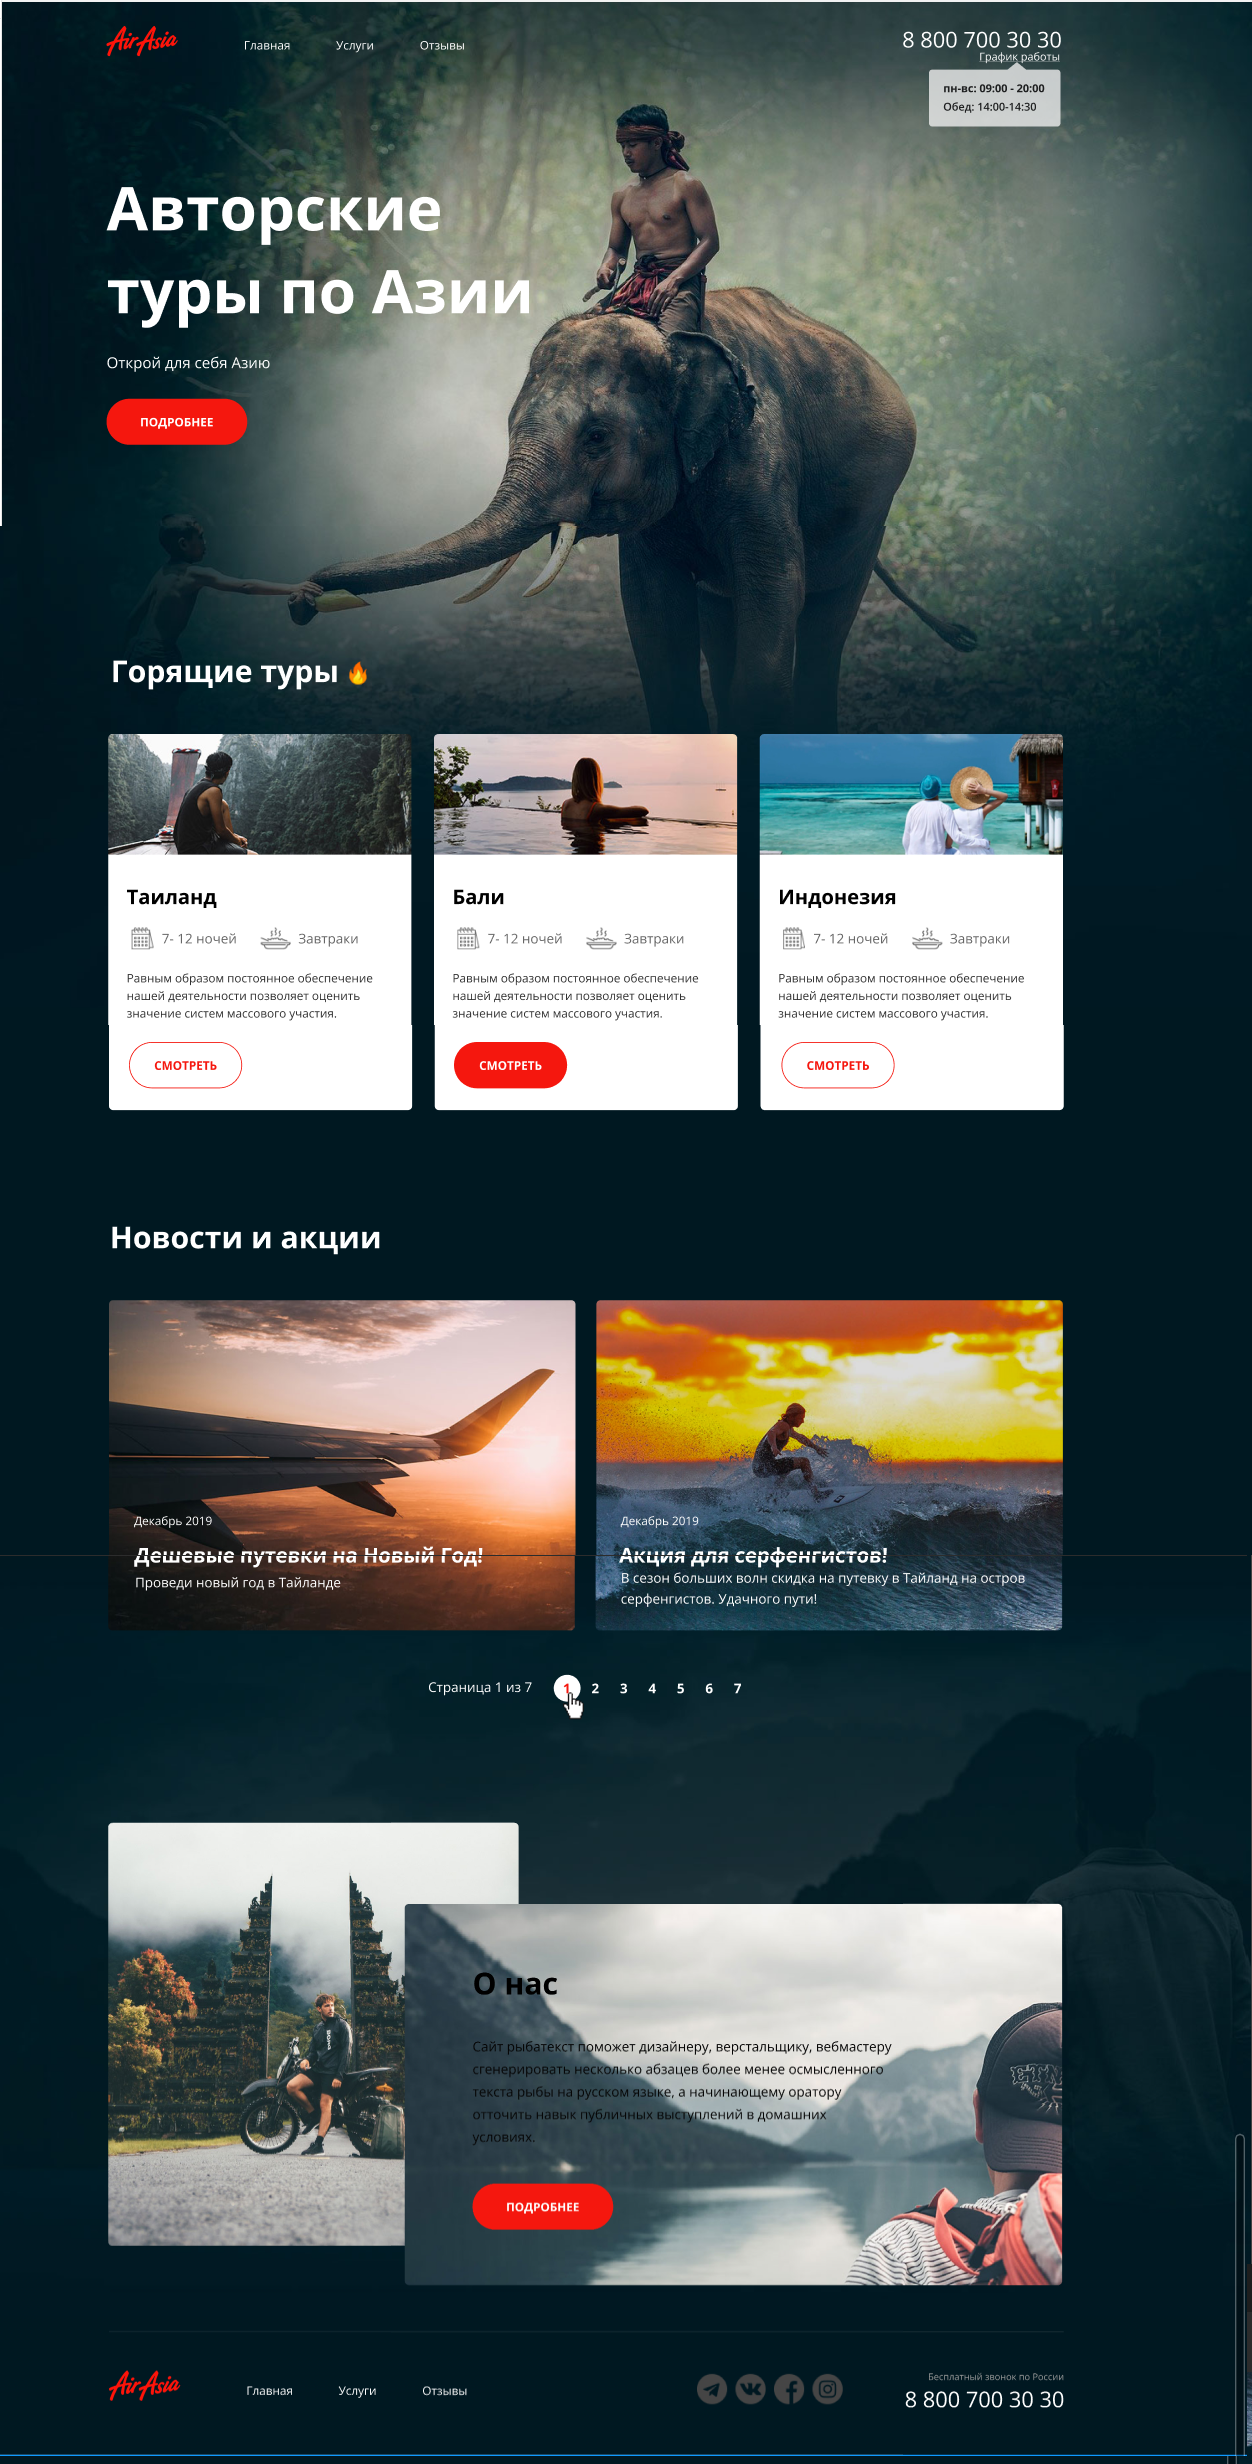 AirAsia
Главная
Услуги
Отзывы
8 800 700 30 30
График работы
пн-вс: 09:00 - 20:00
Обед: 14:00-14:30
Авторские
туры по Азии
Открой для себя Азию
ПОДРОБНЕЕ
Горящие туры
Таиланд
7- 12 ночей
Завтраки
Равным образом постоянное обеспечение
нашей деятельности позволяет оценить
значение систем массового участия.
СМОТРЕТЬ
Бали
7- 12 ночей
Завтраки
Равным образом постоянное обеспечение
нашей деятельности позволяет оценить
значение систем массового участия.
СМОТРЕТЬ
Индонезия
7- 12 ночей
Завтраки
Равным образом постоянное обеспечение
нашей деятельности позволяет оценить
значение систем массового участия.
СМОТРЕТЬ
Новости и акции
Декабрь 2019
Дешевые путевки на Новый Год!
Проведи новый год в Тайланде
Декабрь 2019
Акция для серфенгистов!
В сезон больших волн скидка на путевку в Тайланд на остров
серфенгистов. Удачного пути!
Страница 1 из 7
1 2 3 4 5 6 7
О нас
Сайт рыбатекст поможет дизайнеру, верстальщику, вебмастеру
сгенерировать несколько абзацев более менее осмысленного
текста рыбы на русском языке, а начинающему оратору
отточить навык публичных выступлений в домашних
условиях.
ПОДРОБНЕЕ
AirAsia
Главная
Услуги
Отзывы
Бесплатный звонок по России
8 800 700 30 30